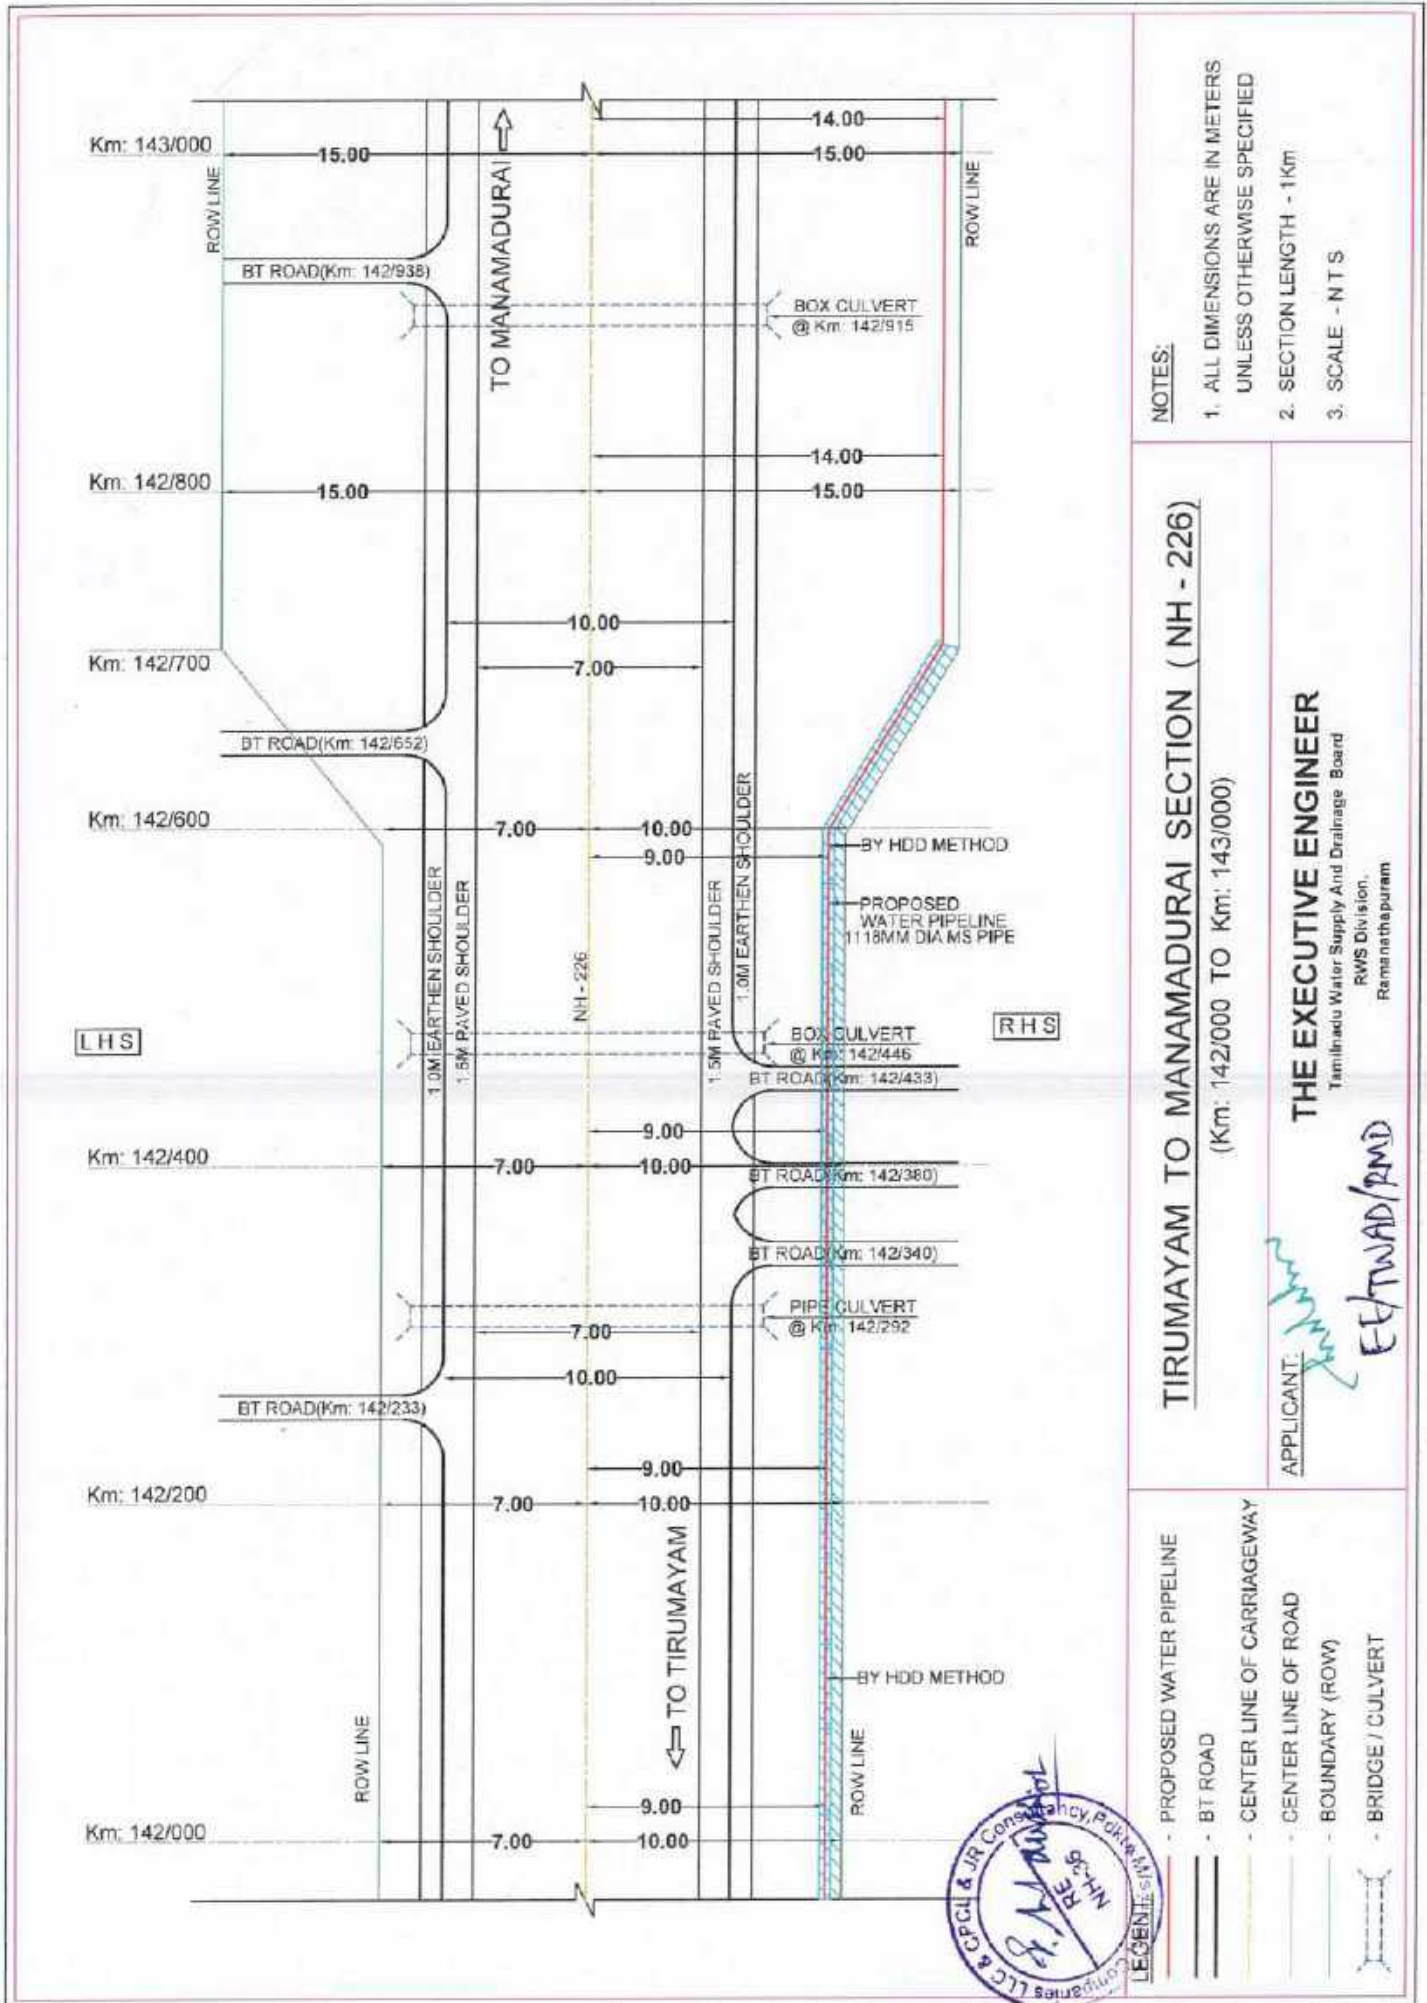 Km: 143/000
15.00
14.00
15.00
ROW LINE
ROW LINE
TO MANAMADURAI
BT ROAD(Km: 142/938)
BOX CULVERT
@ Km: 142/915
14.00
Km: 142/800
15.00
15.00
10.00
Km: 142/700
7.00
BT ROAD(Km: 142/652)
Km: 142/600
7.00
10.00
9.00
BY HDD METHOD
PROPOSED
WATER PIPELINE
1118MM DIA MS PIPE
1.0M EARTHEN SHOULDER
1.5M PAVED SHOULDER
NH - 226
1.5M PAVED SHOULDER
1.0M EARTHEN SHOULDER
LHS
RHS
BOX CULVERT
@ Km: 142/446
BT ROAD(Km: 142/433)
9.00
Km: 142/400
7.00
10.00
BT ROAD(Km: 142/380)
BT ROAD(Km: 142/340)
PIPE CULVERT
@ Km: 142/292
7.00
10.00
BT ROAD(Km: 142/233)
9.00
Km: 142/200
7.00
10.00
TO TIRUMAYAM
BY HDD METHOD
ROW LINE
ROW LINE
9.00
Km: 142/000
7.00
10.00
LEGENT:
- PROPOSED WATER PIPELINE
- BT ROAD
- CENTER LINE OF CARRIAGEWAY
- CENTER LINE OF ROAD
- BOUNDARY (ROW)
- BRIDGE / CULVERT
TIRUMAYAM TO MANAMADURAI SECTION ( NH - 226)
(Km: 142/000 TO Km: 143/000)
APPLICANT:
THE EXECUTIVE ENGINEER
Tamilnadu Water Supply And Drainage Board
RWS Division,
Ramanathapuram
EE/TWAD/RMD
NOTES:
1. ALL DIMENSIONS ARE IN METERS
UNLESS OTHERWISE SPECIFIED
2. SECTION LENGTH - 1Km
3. SCALE - N T S
Companies LLC & CPCL & JR Consultancy, Pdkt
RE
NH-36